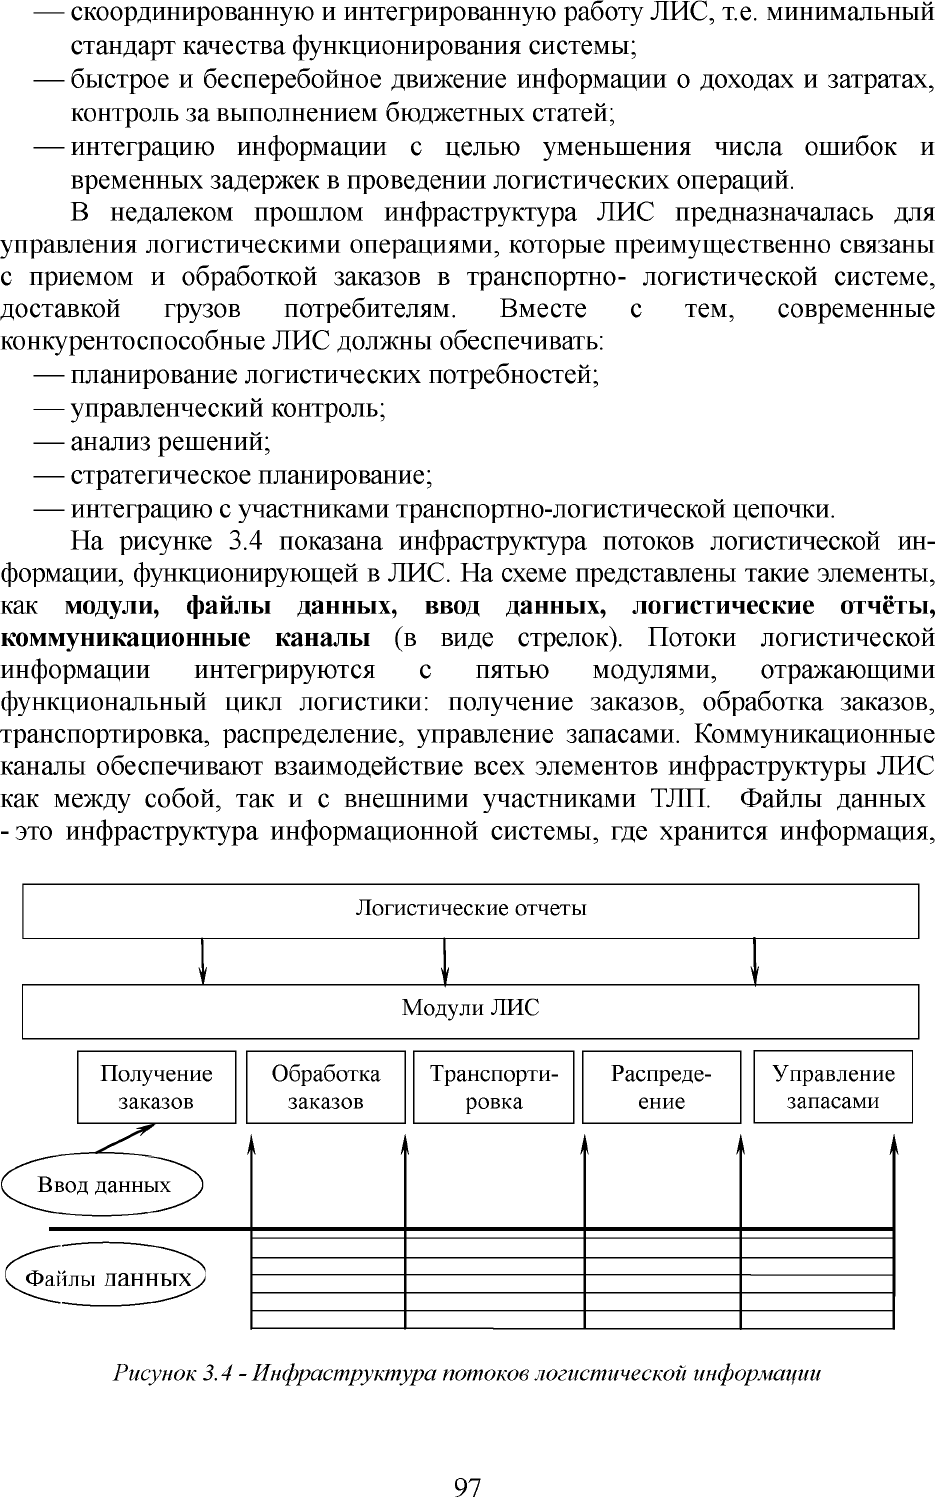 — скоординированную и интегрированную работу ЛИС, т.е. минимальный
стандарт качества функционирования системы;
— быстрое и бесперебойное движение информации о доходах и затратах,
контроль за выполнением бюджетных статей;
— интеграцию информации с целью уменьшения числа ошибок и
временных задержек в проведении логистических операций.
В недалеком прошлом инфраструктура ЛИС предназначалась для
управления логистическими операциями, которые преимущественно связаны
с приемом и обработкой заказов в транспортно- логистической системе,
доставкой грузов потребителям. Вместе с тем, современные
конкурентоспособные ЛИС должны обеспечивать:
— планирование логистических потребностей;
— управленческий контроль;
— анализ решений;
— стратегическое планирование;
— интеграцию с участниками транспортно-логистической цепочки.
На рисунке 3.4 показана инфраструктура потоков логистической ин-
формации, функционирующей в ЛИС. На схеме представлены такие элементы,
как модули, файлы данных, ввод данных, логистические отчёты,
коммуникационные каналы (в виде стрелок). Потоки логистической
информации интегрируются с пятью модулями, отражающими
функциональный цикл логистики: получение заказов, обработка заказов,
транспортировка, распределение, управление запасами. Коммуникационные
каналы обеспечивают взаимодействие всех элементов инфраструктуры ЛИС
как между собой, так и с внешними участниками ТЛП. Файлы данных
- это инфраструктура информационной системы, где хранится информация,
Логистические отчеты
Модули ЛИС
Получение
заказов
Обработка
заказов
Транспорти-
ровка
Распреде-
ение
Управление
запасами
Ввод данных
Файлы данных
Рисунок 3.4 - Инфраструктура потоков логистической информации
97